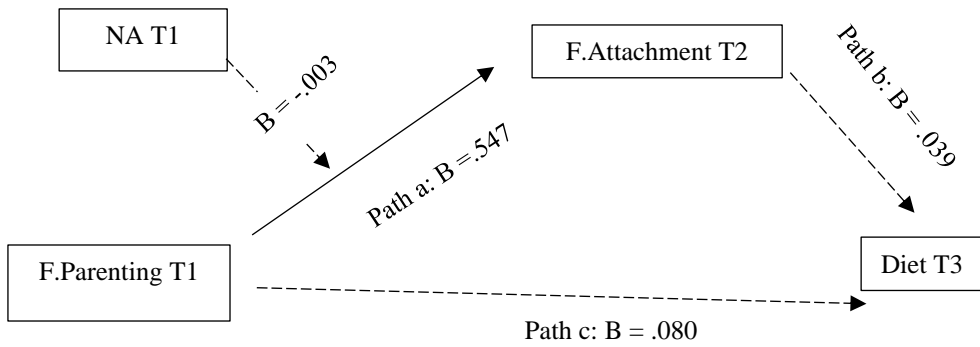 NA T1
F.Attachment T2
Path b: B = .039
B = -.003
Path a: B =.547
F.Parenting T1
Diet T3
Path c: B = .080